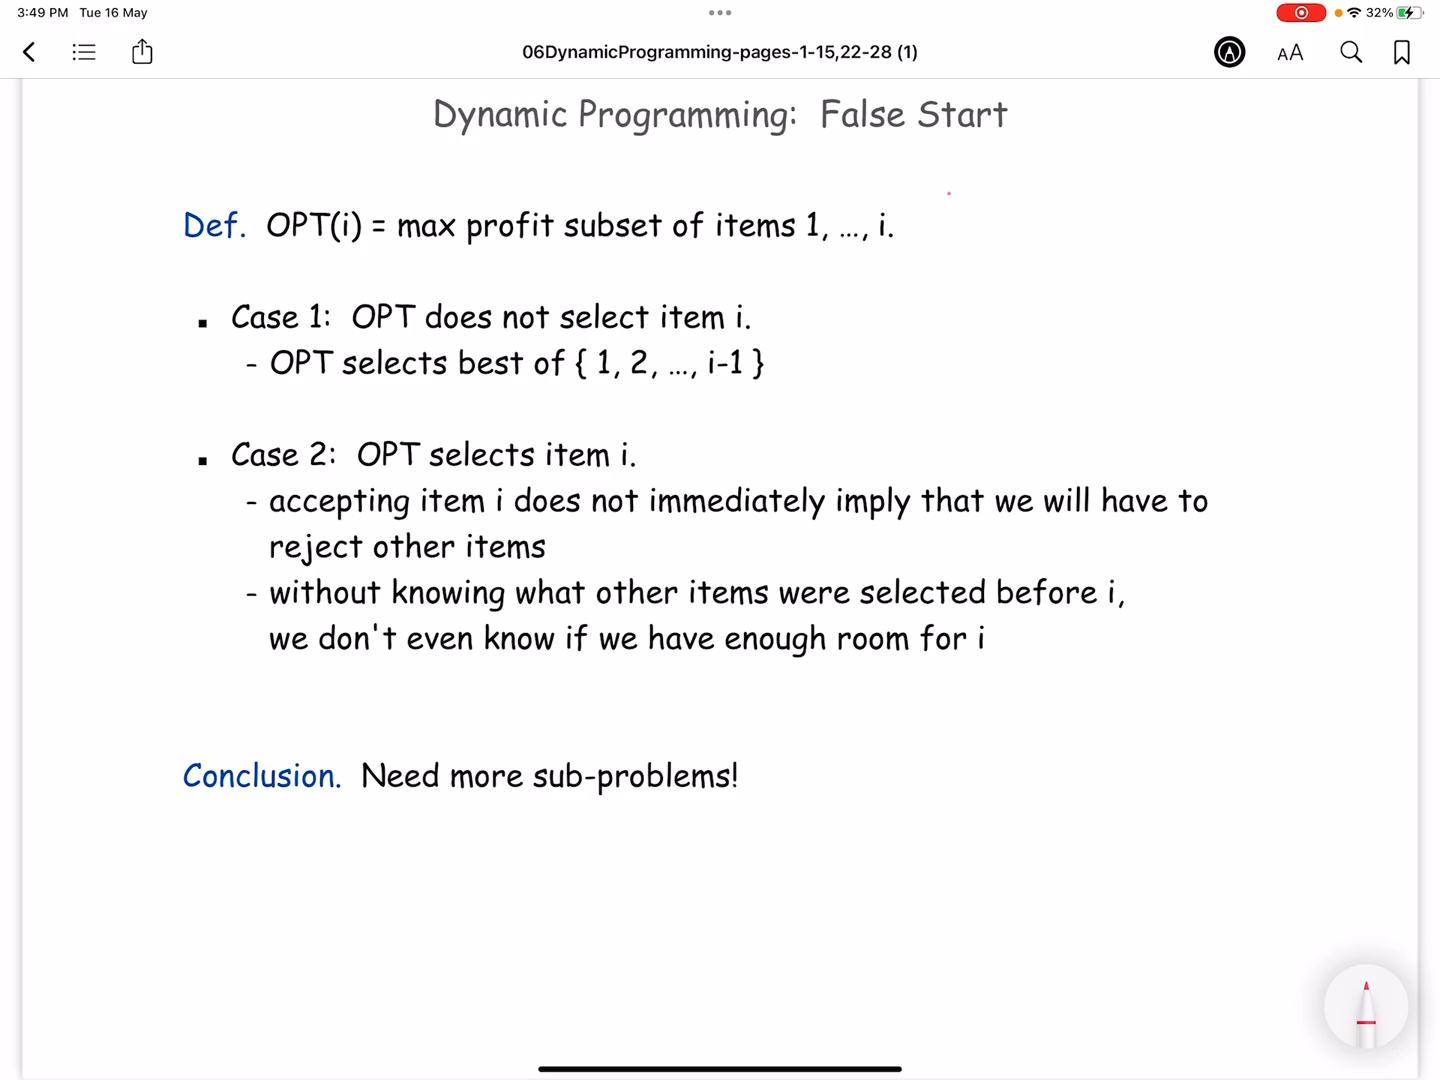 3:49 PM Tue 16 May
32%
06DynamicProgramming-pages-1-15,22-28 (1)
AA
Dynamic Programming: False Start
Def. OPT(i) = max profit subset of items 1, …, i.
▪ Case 1: OPT does not select item i.
- OPT selects best of { 1, 2, …, i-1 }
▪ Case 2: OPT selects item i.
- accepting item i does not immediately imply that we will have to
reject other items
- without knowing what other items were selected before i,
we don't even know if we have enough room for i
Conclusion. Need more sub-problems!